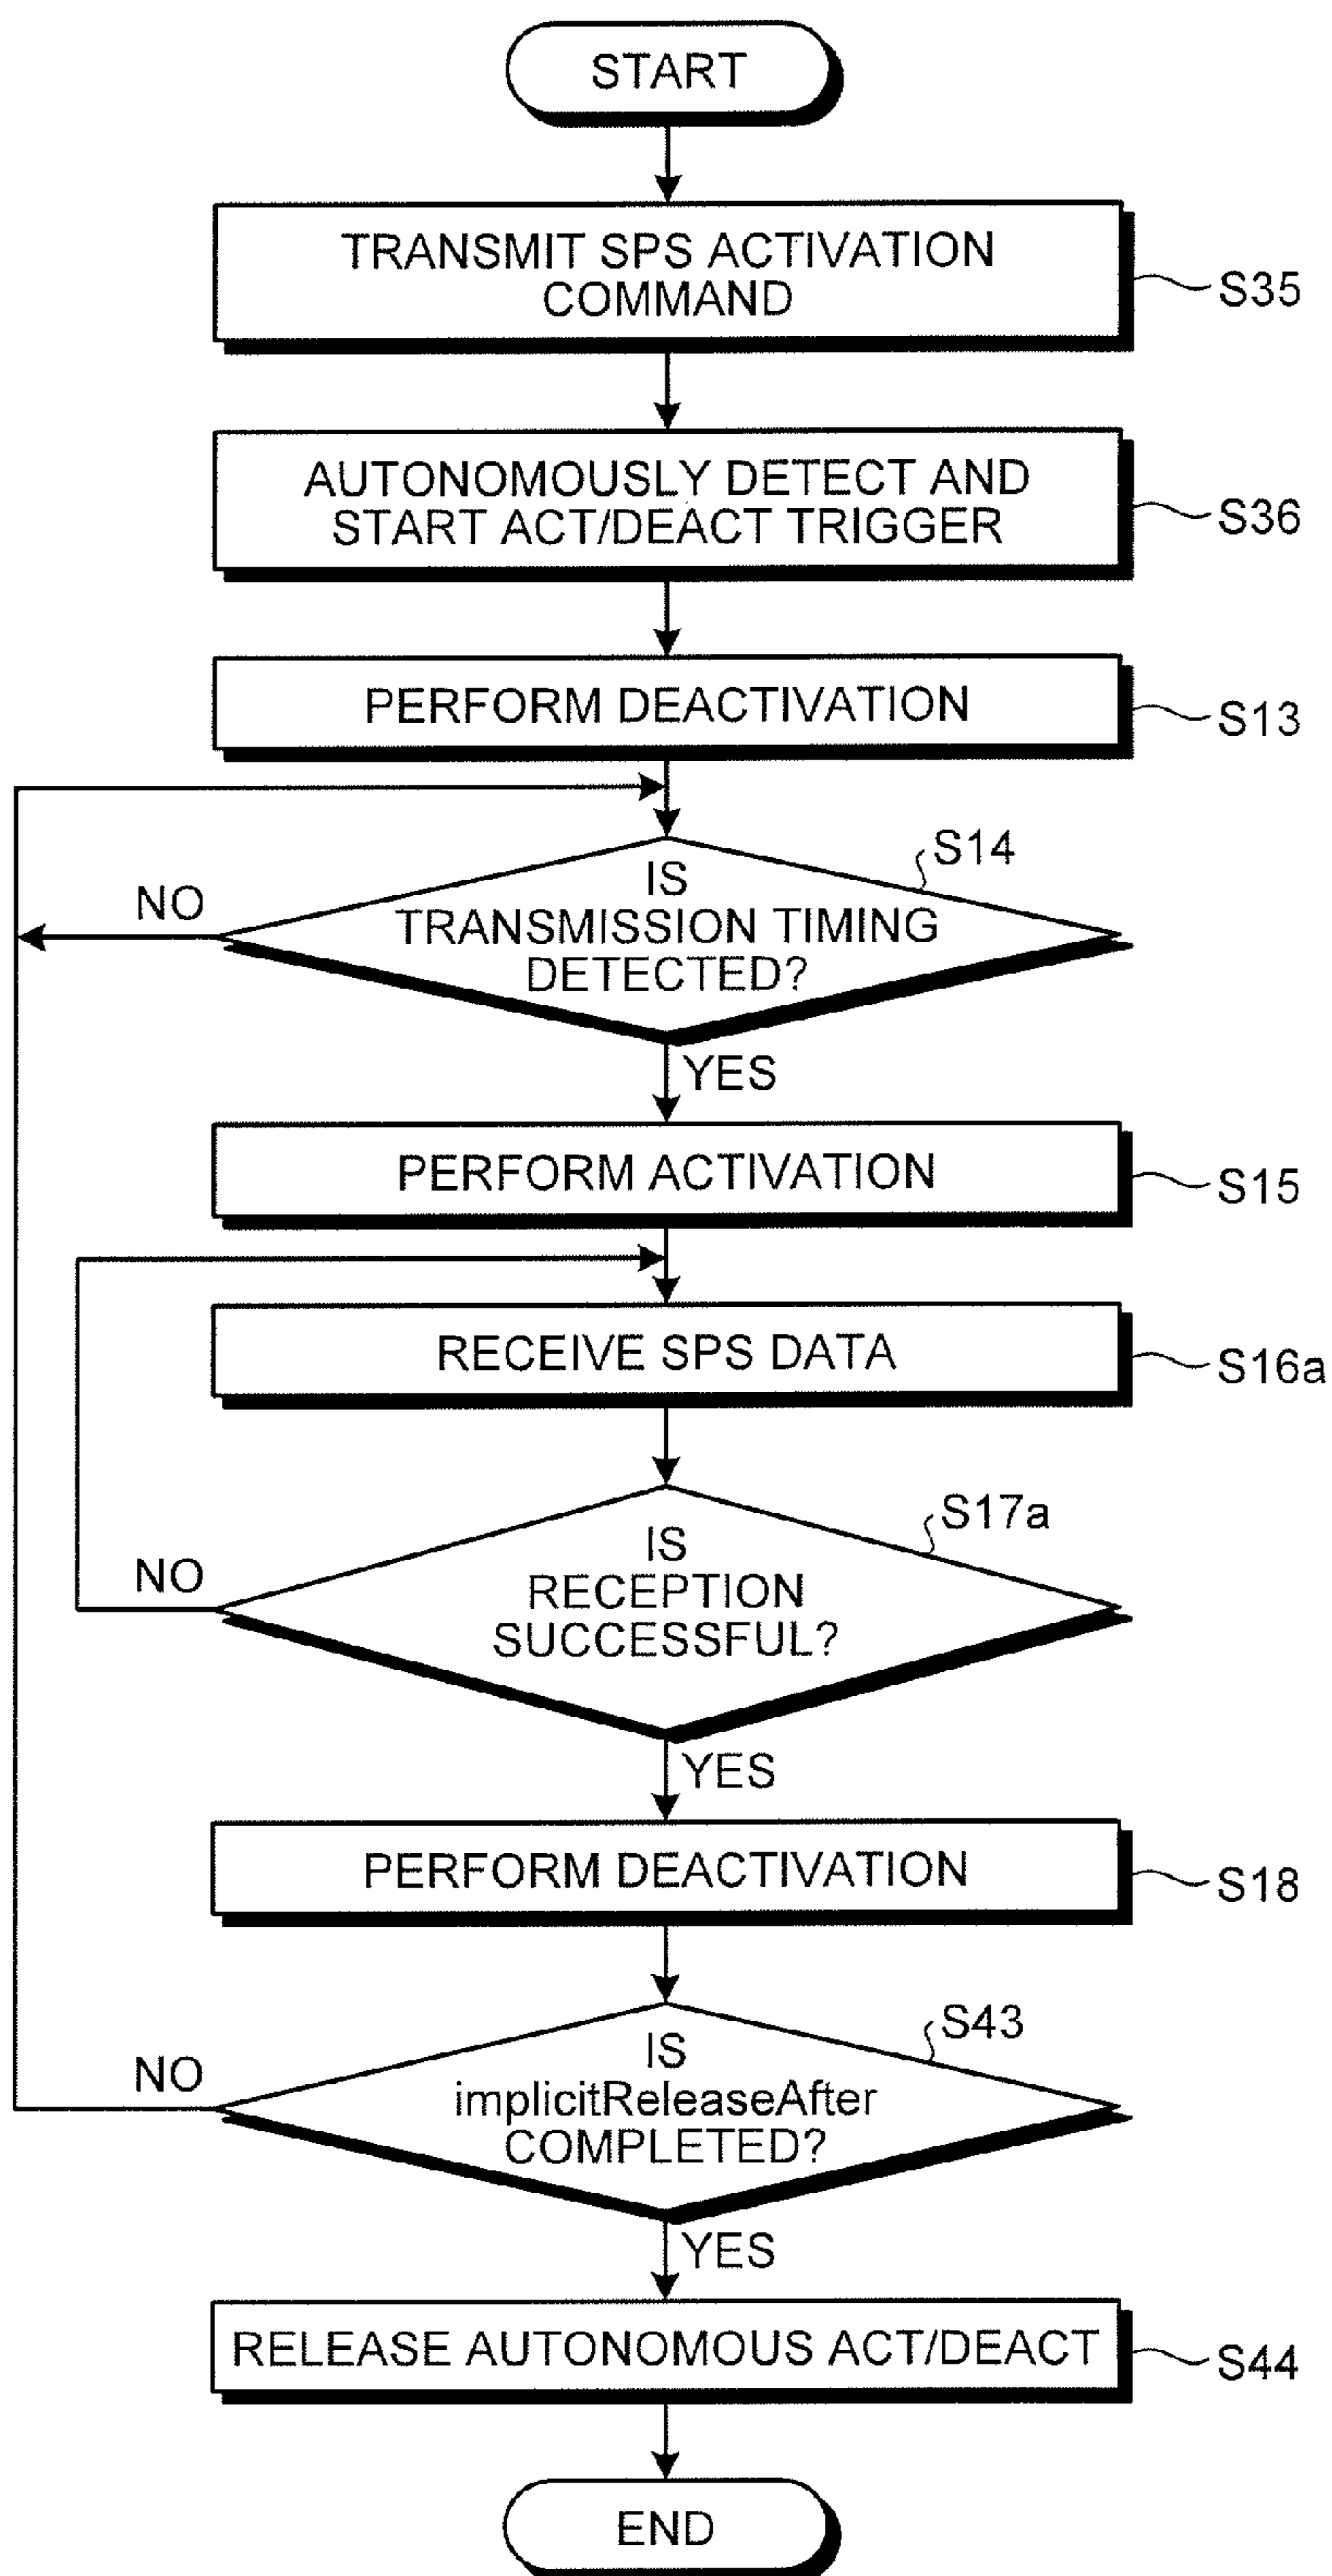 START
TRANSMIT SPS ACTIVATION
COMMAND
S35
AUTONOMOUSLY DETECT AND
START ACT/DEACT TRIGGER
S36
PERFORM DEACTIVATION
S13
S14
IS
TRANSMISSION TIMING
DETECTED?
NO
YES
PERFORM ACTIVATION
S15
RECEIVE SPS DATA
S16a
S17a
IS
RECEPTION
SUCCESSFUL?
NO
YES
PERFORM DEACTIVATION
S18
S43
IS
implicitReleaseAfter
COMPLETED?
NO
YES
RELEASE AUTONOMOUS ACT/DEACT
S44
END